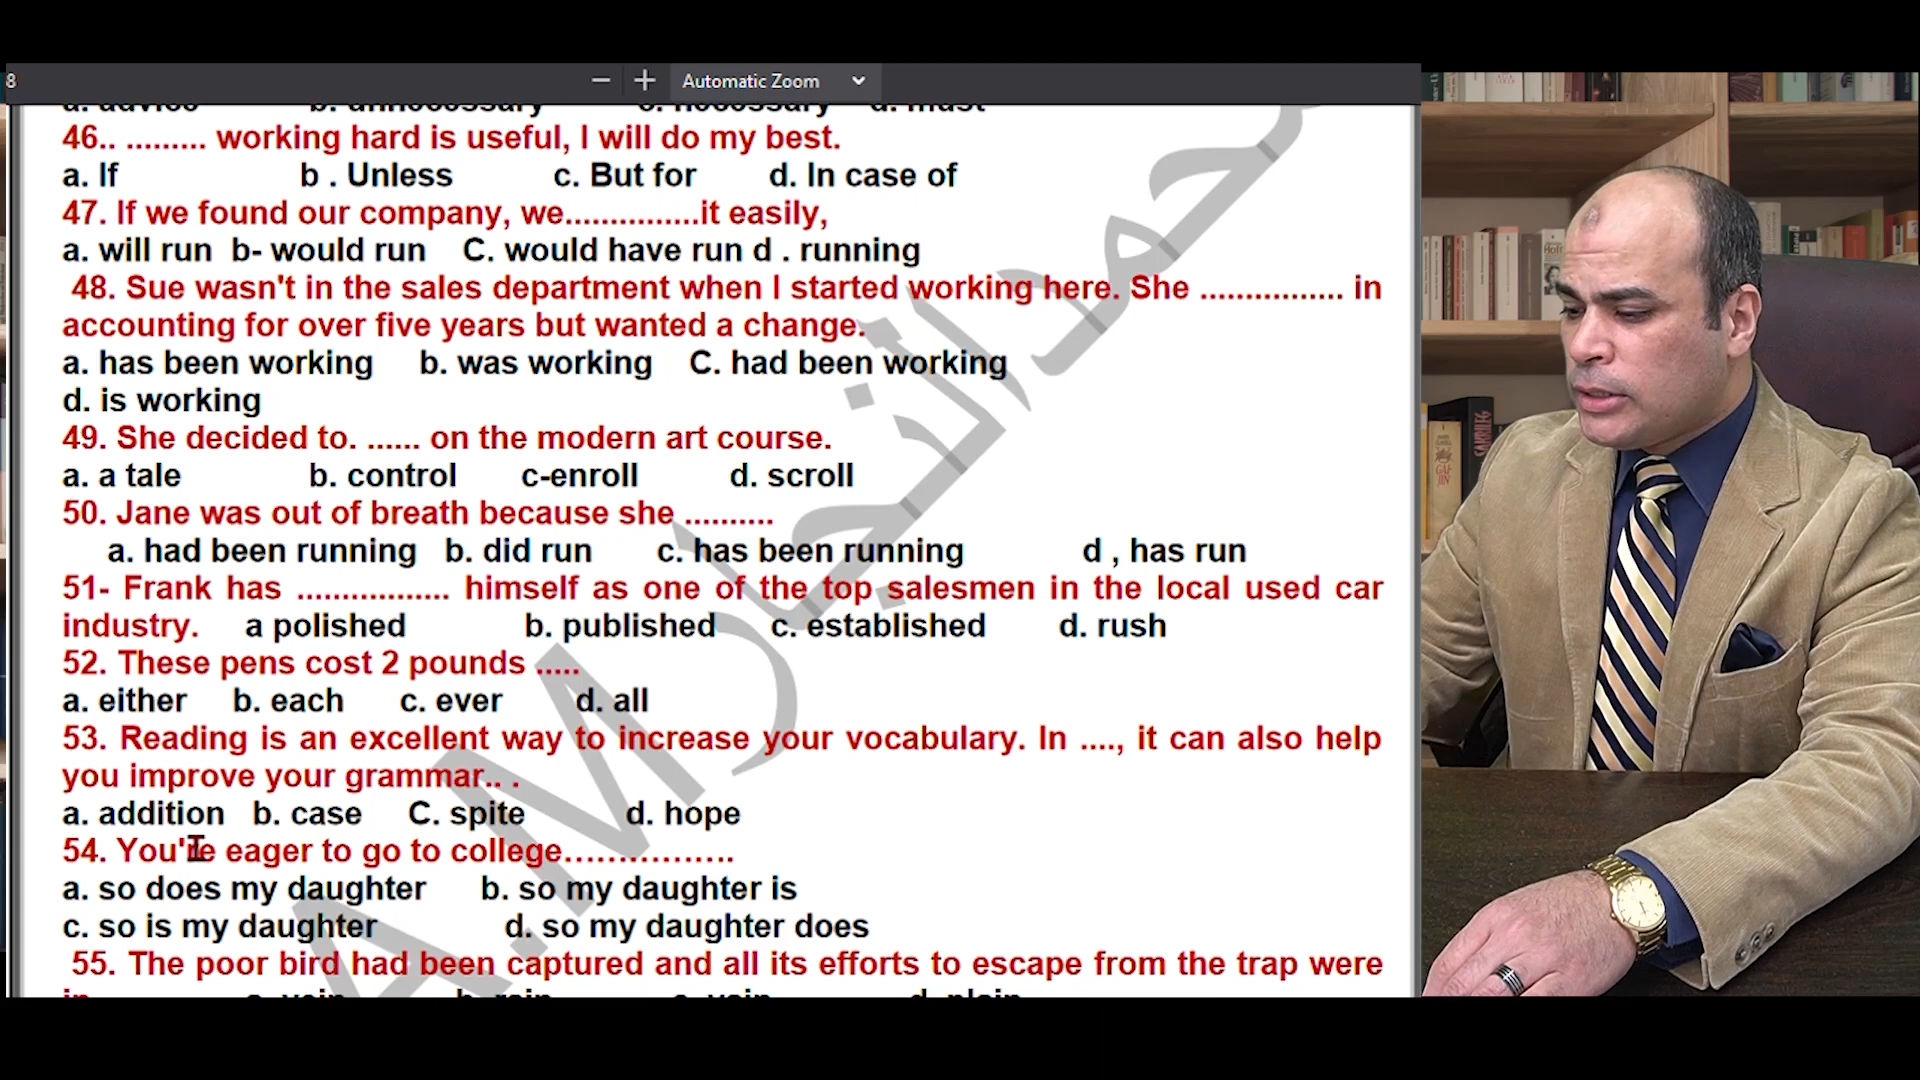 8
Automatic Zoom
a. advice b. unnecessary c. necessary d. must
46.. ......... working hard is useful, I will do my best.
a. If b . Unless c. But for d. In case of
47. If we found our company, we...............it easily,
a. will run b- would run C. would have run d . running
48. Sue wasn't in the sales department when I started working here. She ................ in
accounting for over five years but wanted a change.
a. has been working b. was working C. had been working
d. is working
49. She decided to. ...... on the modern art course.
a. a tale b. control c-enroll d. scroll
50. Jane was out of breath because she ..........
a. had been running b. did run c. has been running d , has run
51- Frank has ................. himself as one of the top salesmen in the local used car
industry. a polished b. published c. established d. rush
52. These pens cost 2 pounds .....
a. either b. each c. ever d. all
53. Reading is an excellent way to increase your vocabulary. In ...., it can also help
you improve your grammar.. .
a. addition b. case C. spite d. hope
54. You're eager to go to college................
a. so does my daughter b. so my daughter is
c. so is my daughter d. so my daughter does
55. The poor bird had been captured and all its efforts to escape from the trap were